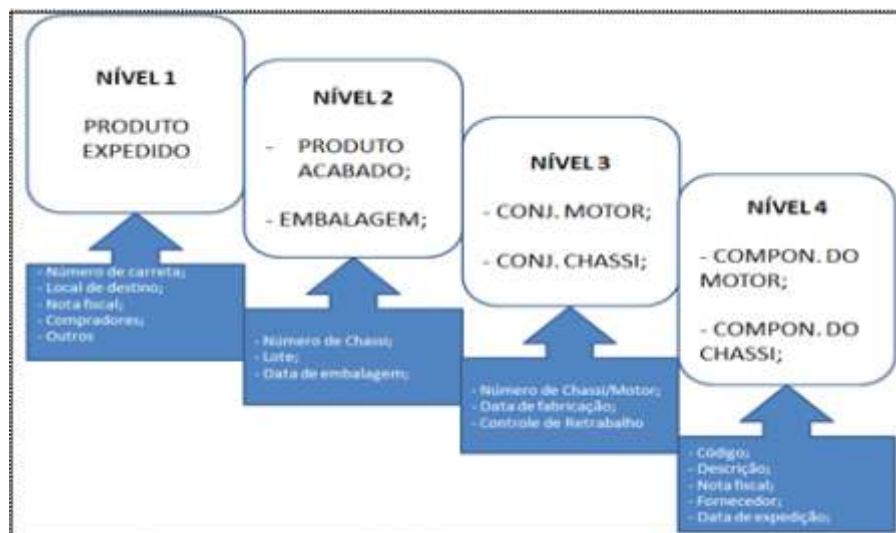 NÍVEL 1
PRODUTO
EXPEDIDO
- Número de carreta;
- Local de destino;
- Nota fiscal;
- Compradores;
- Outros
NÍVEL 2
- PRODUTO
ACABADO;
- EMBALAGEM;
- Número de Chassi;
- Lote;
- Data de embalagem;
NÍVEL 3
- CONJ. MOTOR;
- CONJ. CHASSI;
- Número de Chassi/Motor;
- Data de fabricação;
- Controle de Retrabalho
NÍVEL 4
- COMPON. DO
MOTOR;
- COMPON. DO
CHASSI;
- Código;
- Descrição;
- Nota fiscal;
- Fornecedor;
- Data de expedição;